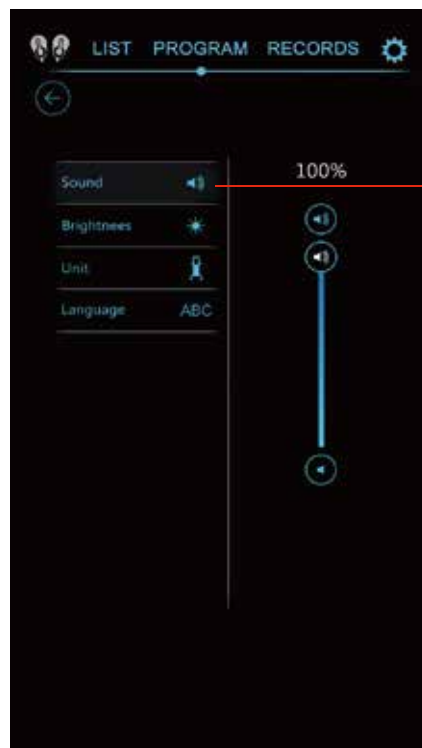 LIST PROGRAM RECORDS
100%
Sound
Brightnees
Unit
Language ABC